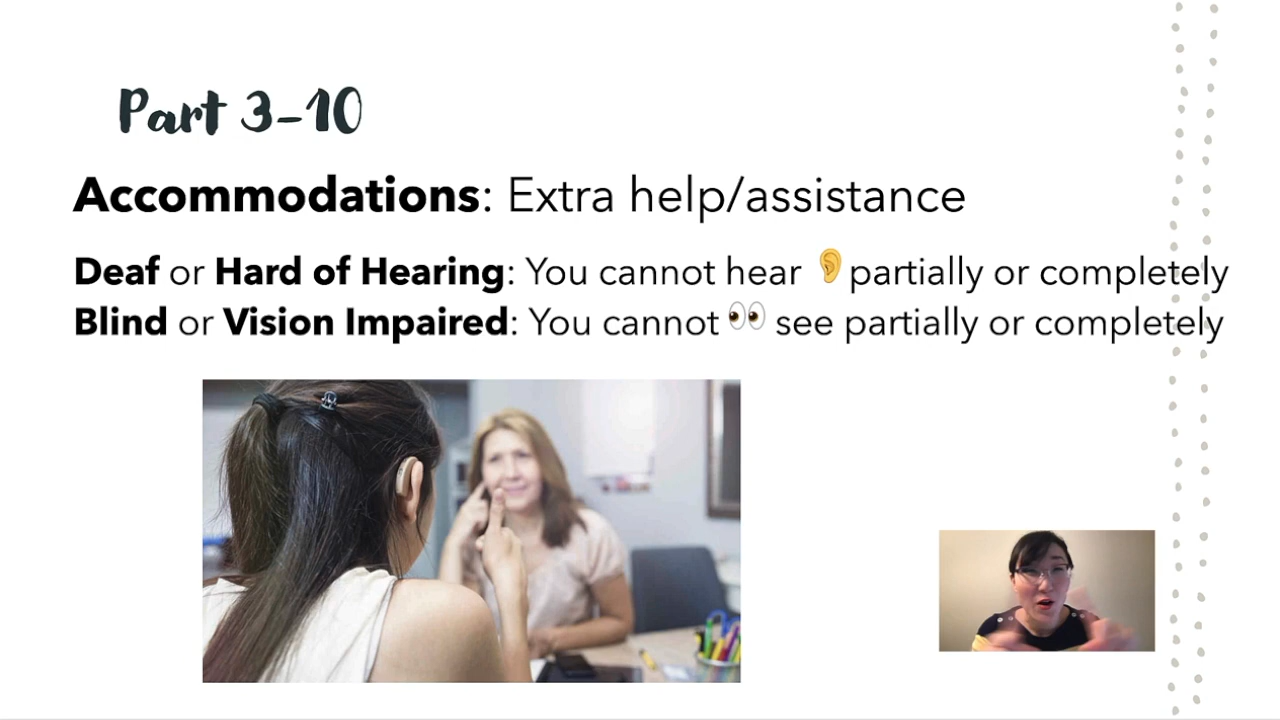 Part 3-10
Accommodations: Extra help/assistance
Deaf or Hard of Hearing: You cannot hear 👂partially or completely
Blind or Vision Impaired: You cannot 👀 see partially or completely